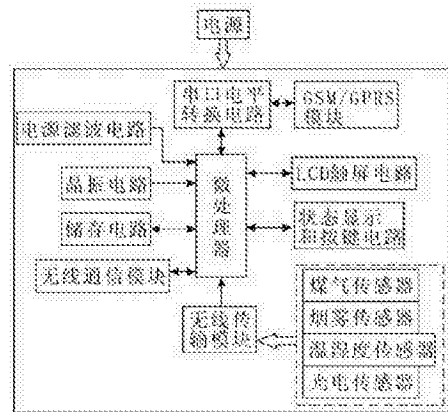 电源
串口电平
转换电路
GSM/GPRS
模块
电源滤波电路
晶振电路
微
处
理
器
LCD触屏电路
储存电路
状态显示
和按键电路
无线通信模块
无线传
输模块
煤气传感器
烟雾传感器
温湿度传感器
光电传感器